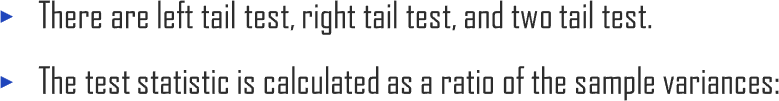 There are left tail test, right tail test, and two tail test.
The test statistic is calculated as a ratio of the sample variances: